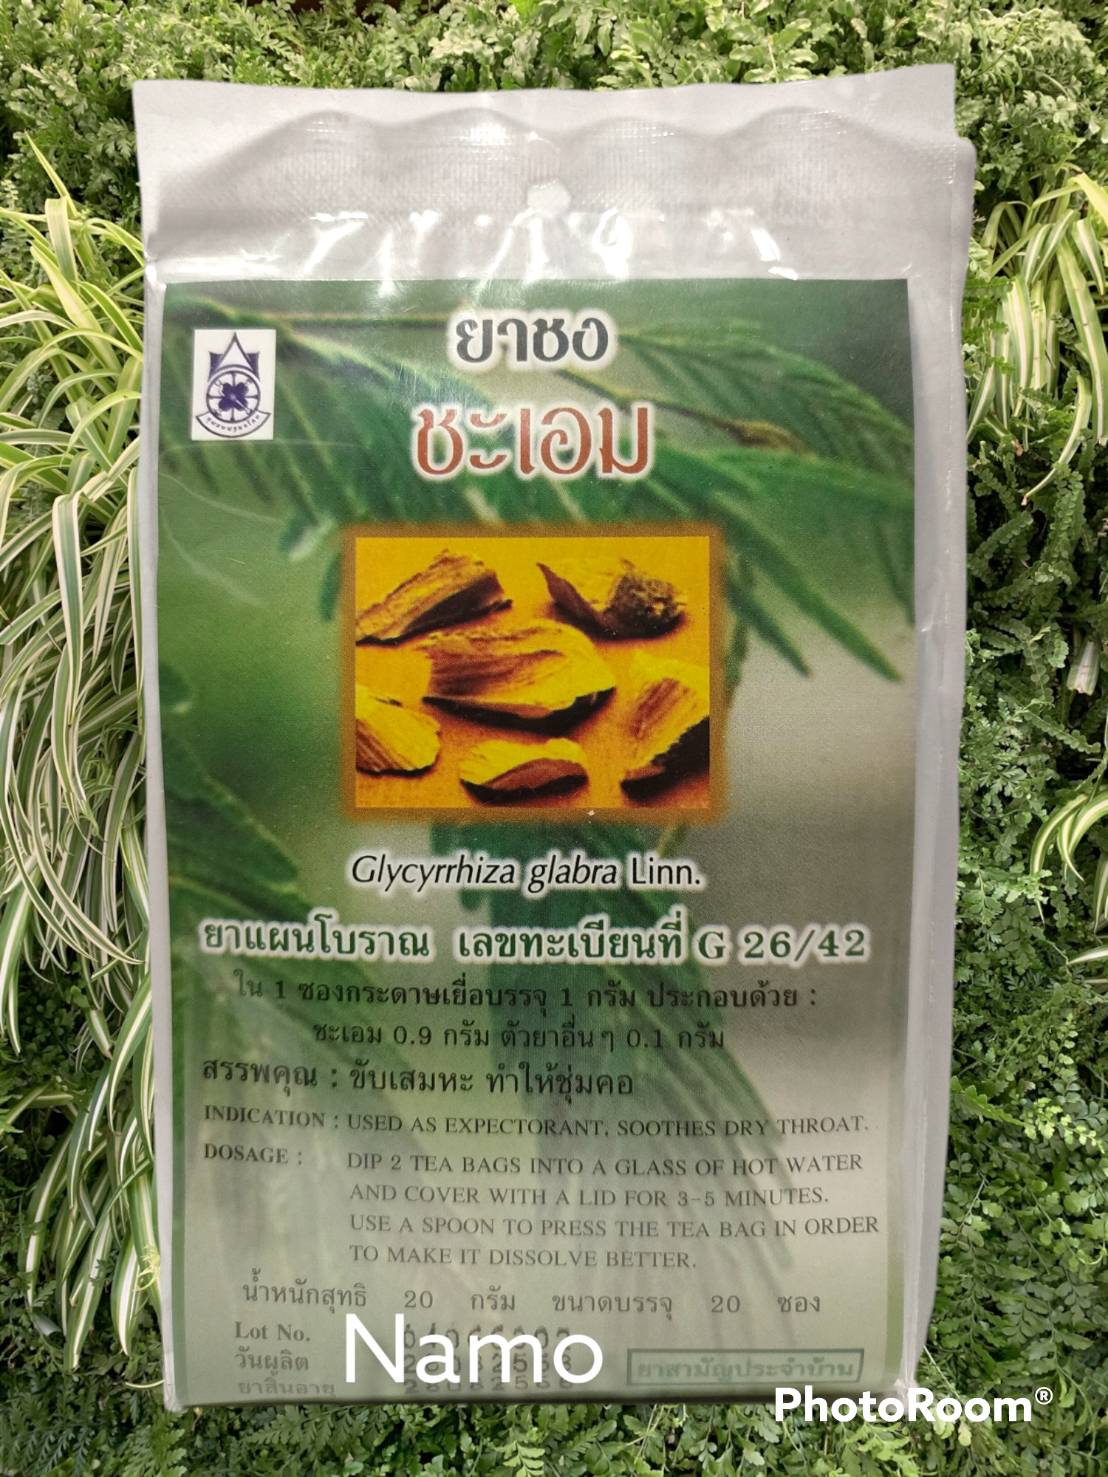 ยาชง
ชะเอม
Glycyrrhiza glabra Linn.
ยาแผนโบราณ เลขทะเบียนที่ G 26/42
ใน 1 ซองกระดาษเยื่อบรรจุ 1 กรัม ประกอบด้วย :
ชะเอม 0.9 กรัม ตัวยาอื่นๆ 0.1 กรัม
สรรพคุณ : ขับเสมหะ ทำให้ชุ่มคอ
INDICATION : USED AS EXPECTORANT, SOOTHES DRY THROAT.
DOSAGE : DIP 2 TEA BAGS INTO A GLASS OF HOT WATER
AND COVER WITH A LID FOR 3-5 MINUTES.
USE A SPOON TO PRESS THE TEA BAG IN ORDER
TO MAKE IT DISSOLVE BETTER.
น้ำหนักสุทธิ 20 กรัม ขนาดบรรจุ 20 ซอง
Lot No.
วันผลิต
ยาสิ้นอายุ
ยาสามัญประจำบ้าน
Namo
PhotoRoom®